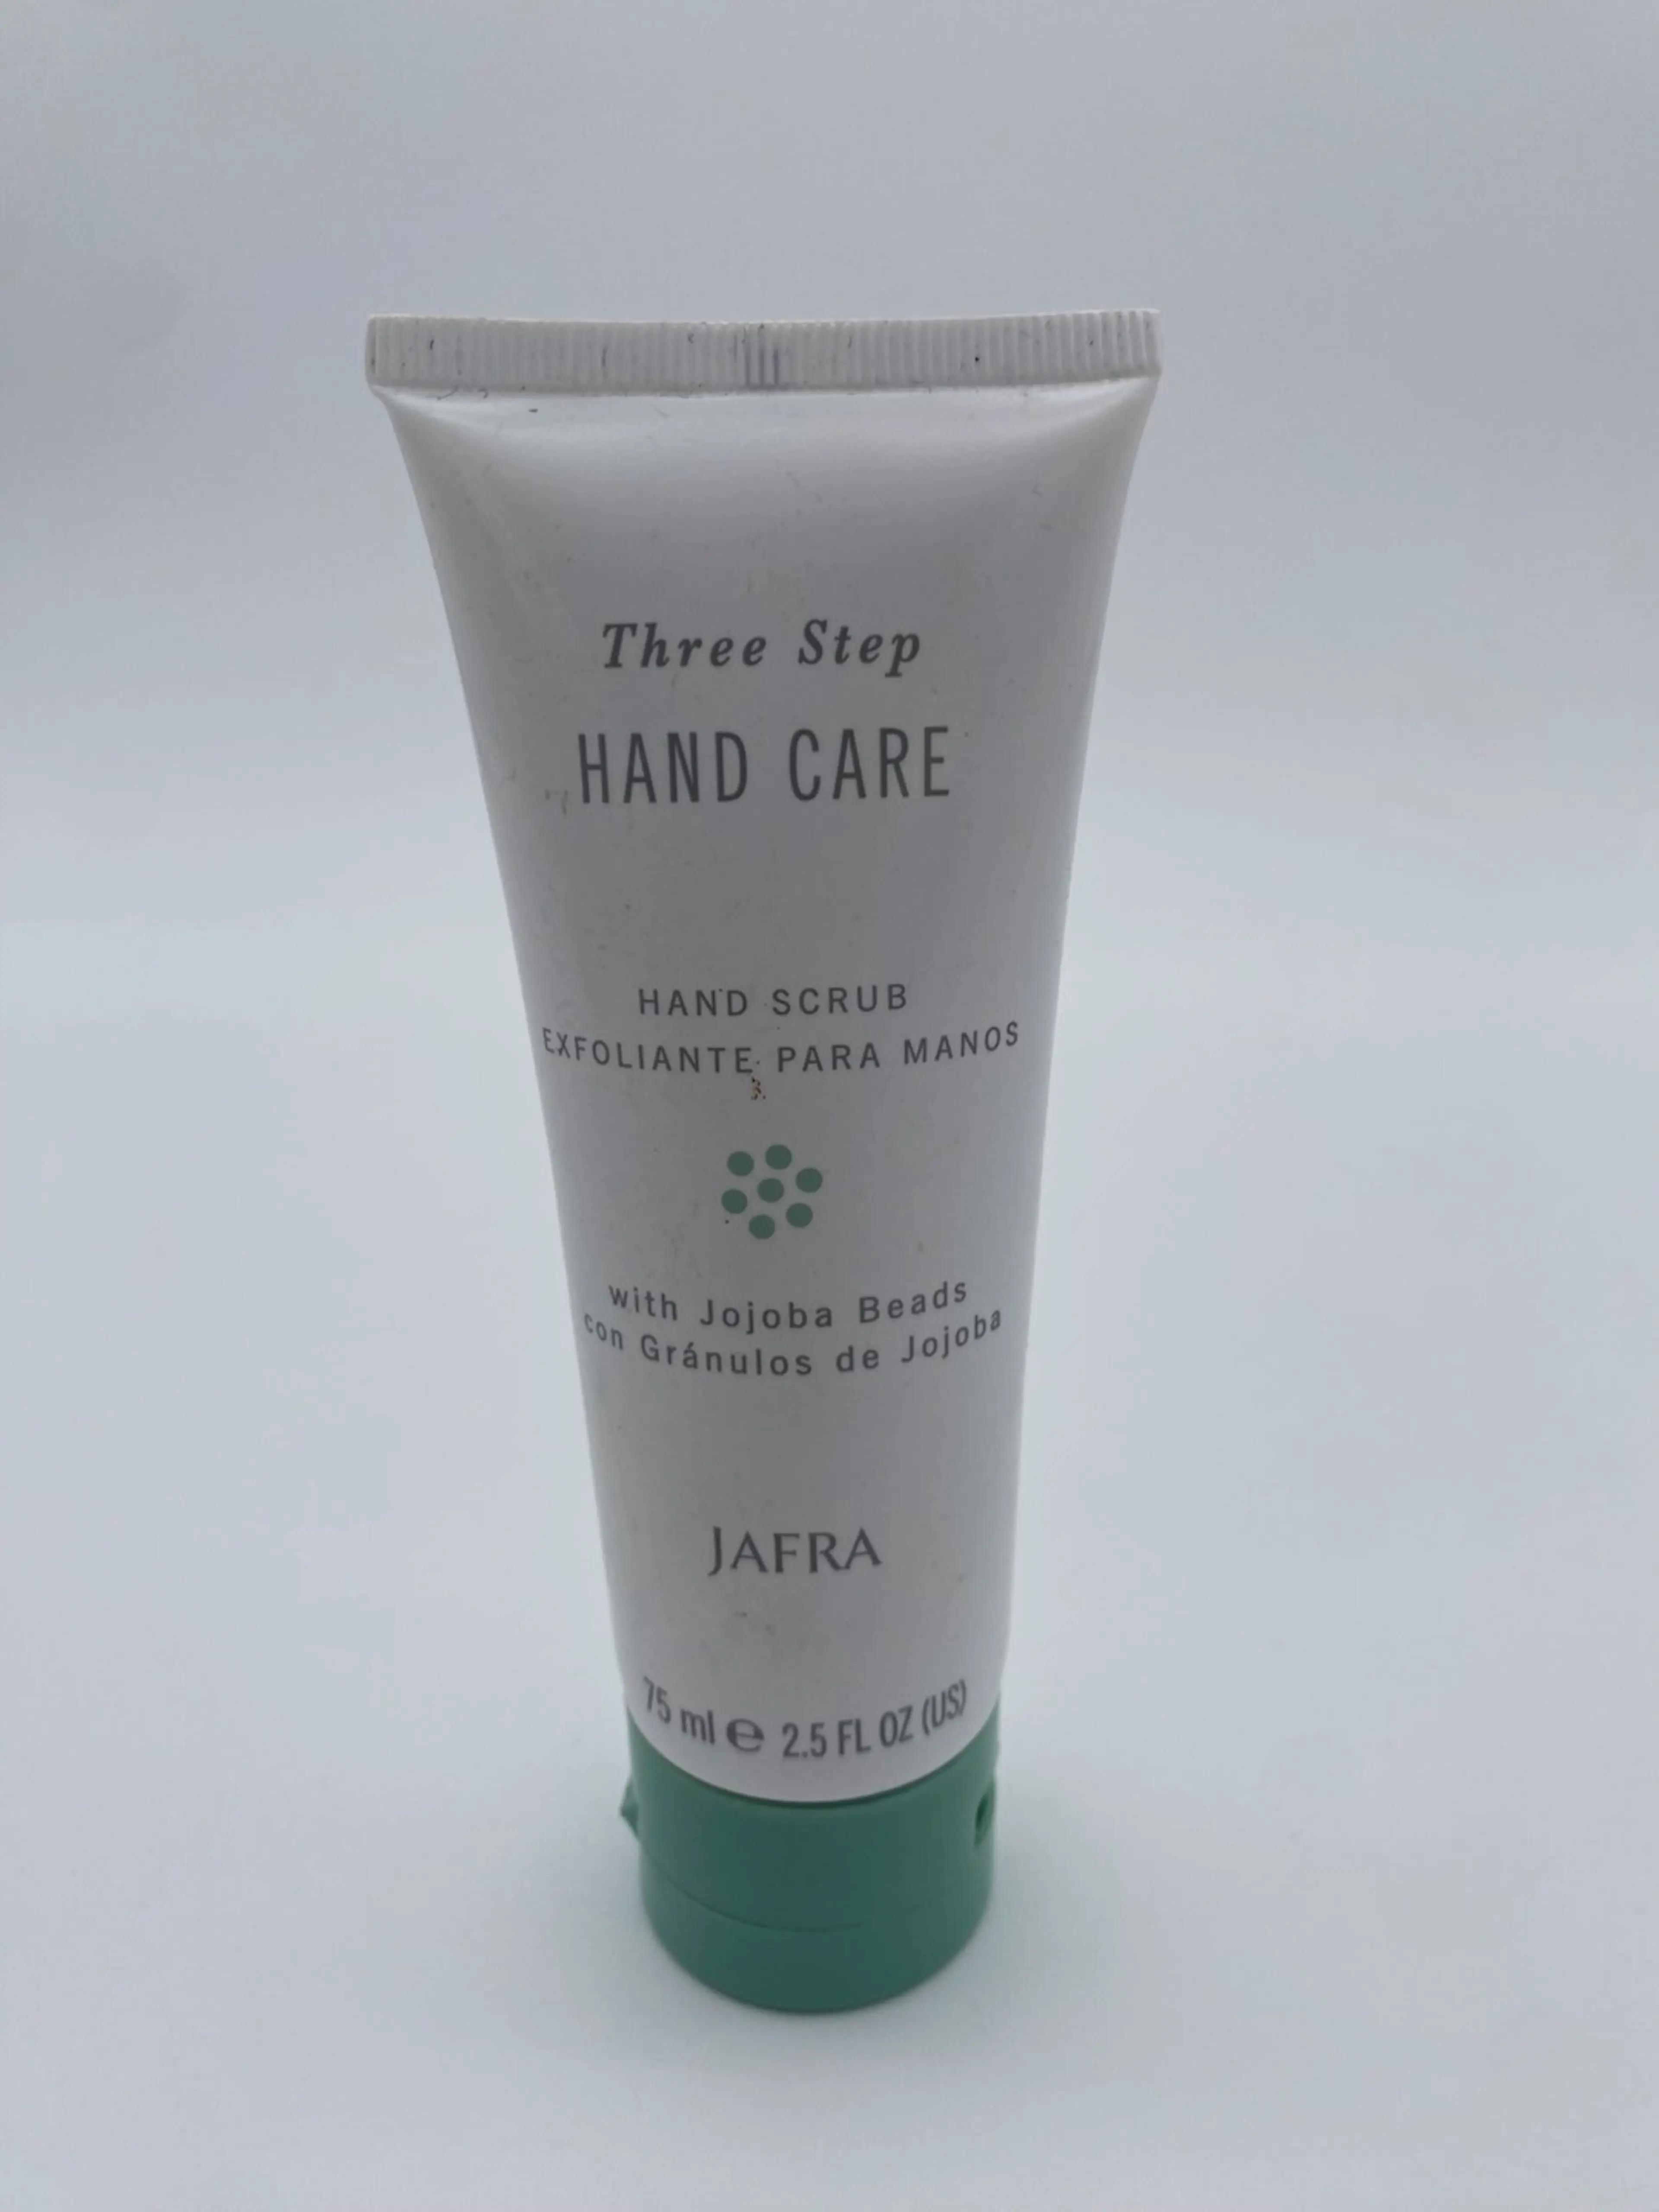 Three Step
HAND CARE
HAND SCRUB
EXFOLIANTE PARA MANOS
with Jojoba Beads
con Gránulos de Jojoba
JAFRA
75 ml ℮ 2.5 FL OZ (US)